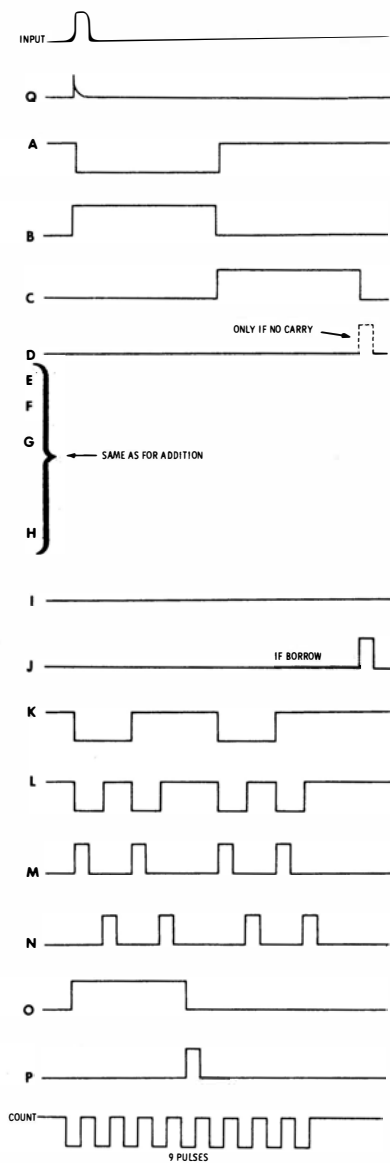 INPUT
Q
A
B
C
ONLY IF NO CARRY
D
E
F
G
SAME AS FOR ADDITION
H
I
IF BORROW
J
K
L
M
N
O
P
COUNT
9 PULSES